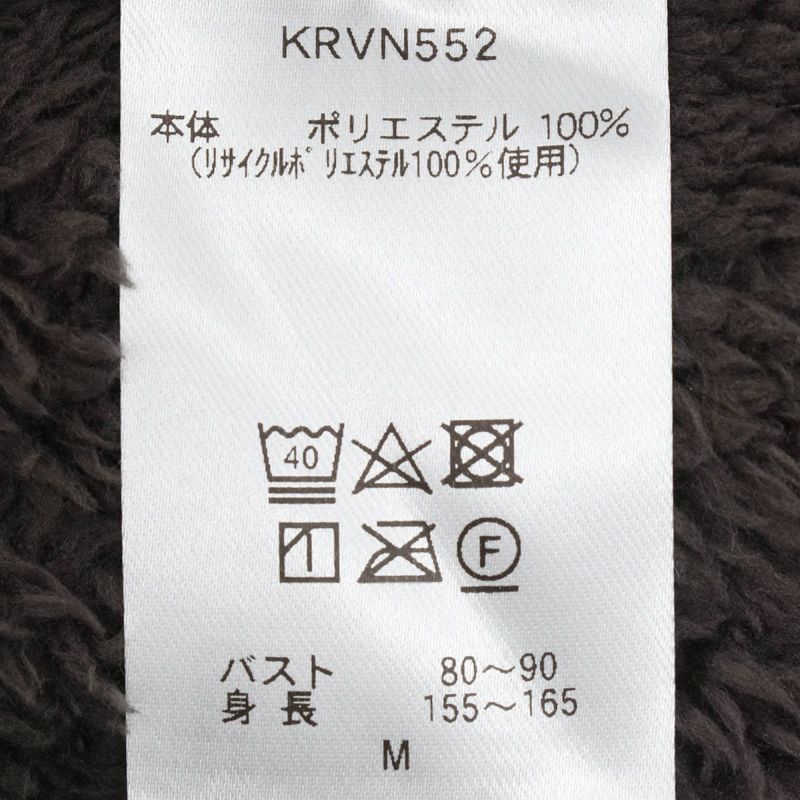 KRVN552
本体 ポリエステル 100%
(ﾘｻｲｸﾙﾎﾟﾘｴｽﾃﾙ100%使用)
40
F
バスト 80～90
身長 155～165
M